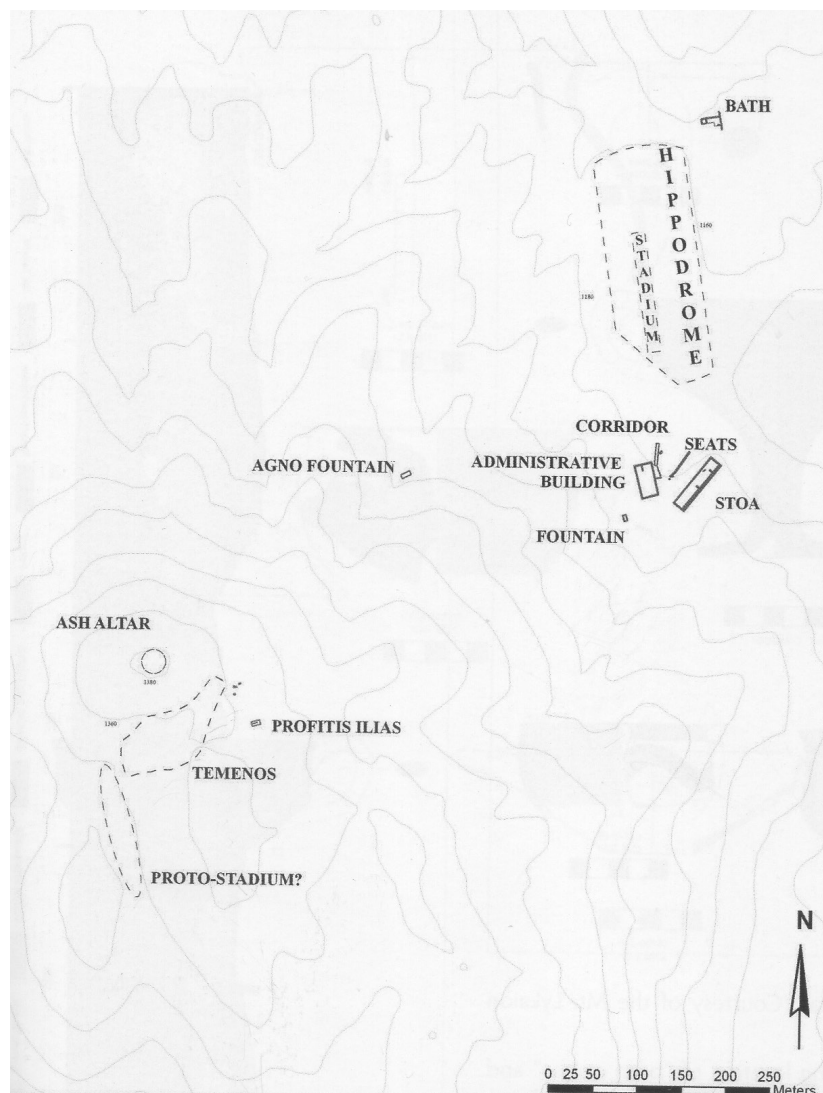 BATH
HIPPODROME
1160
STADIUM
1180
CORRIDOR
SEATS
AGNO FOUNTAIN
ADMINISTRATIVE
BUILDING
STOA
FOUNTAIN
ASH ALTAR
1380
1360
PROFITIS ILIAS
TEMENOS
PROTO-STADIUM?
N
0 25 50 100 150 200 250
Meters